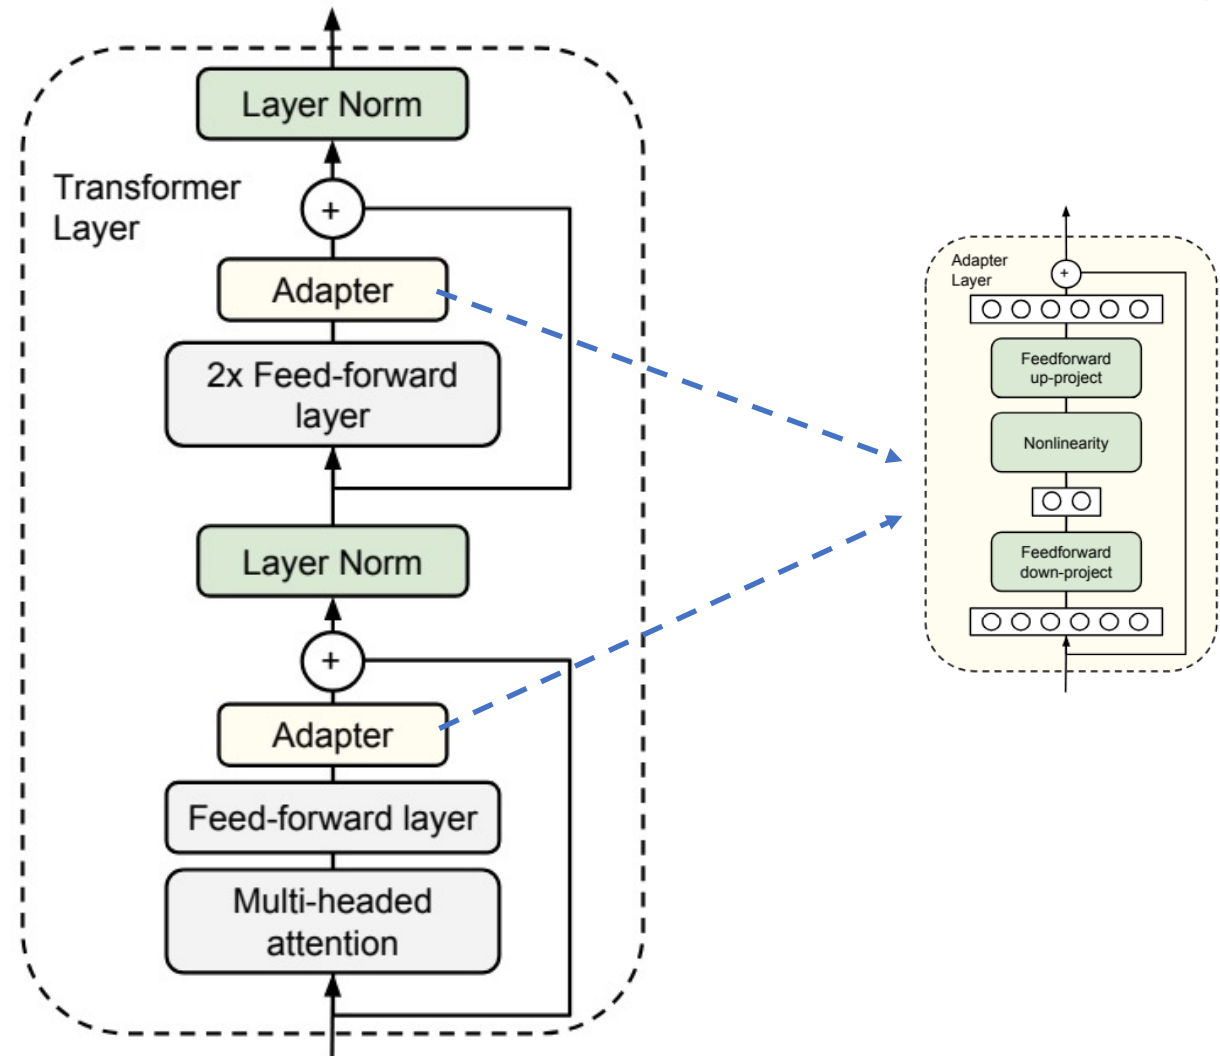 Layer Norm
Transformer
Layer
+
Adapter
2x Feed-forward
layer
Layer Norm
+
Adapter
Feed-forward layer
Multi-headed
attention
Adapter
Layer
+
Feedforward
up-project
Nonlinearity
Feedforward
down-project